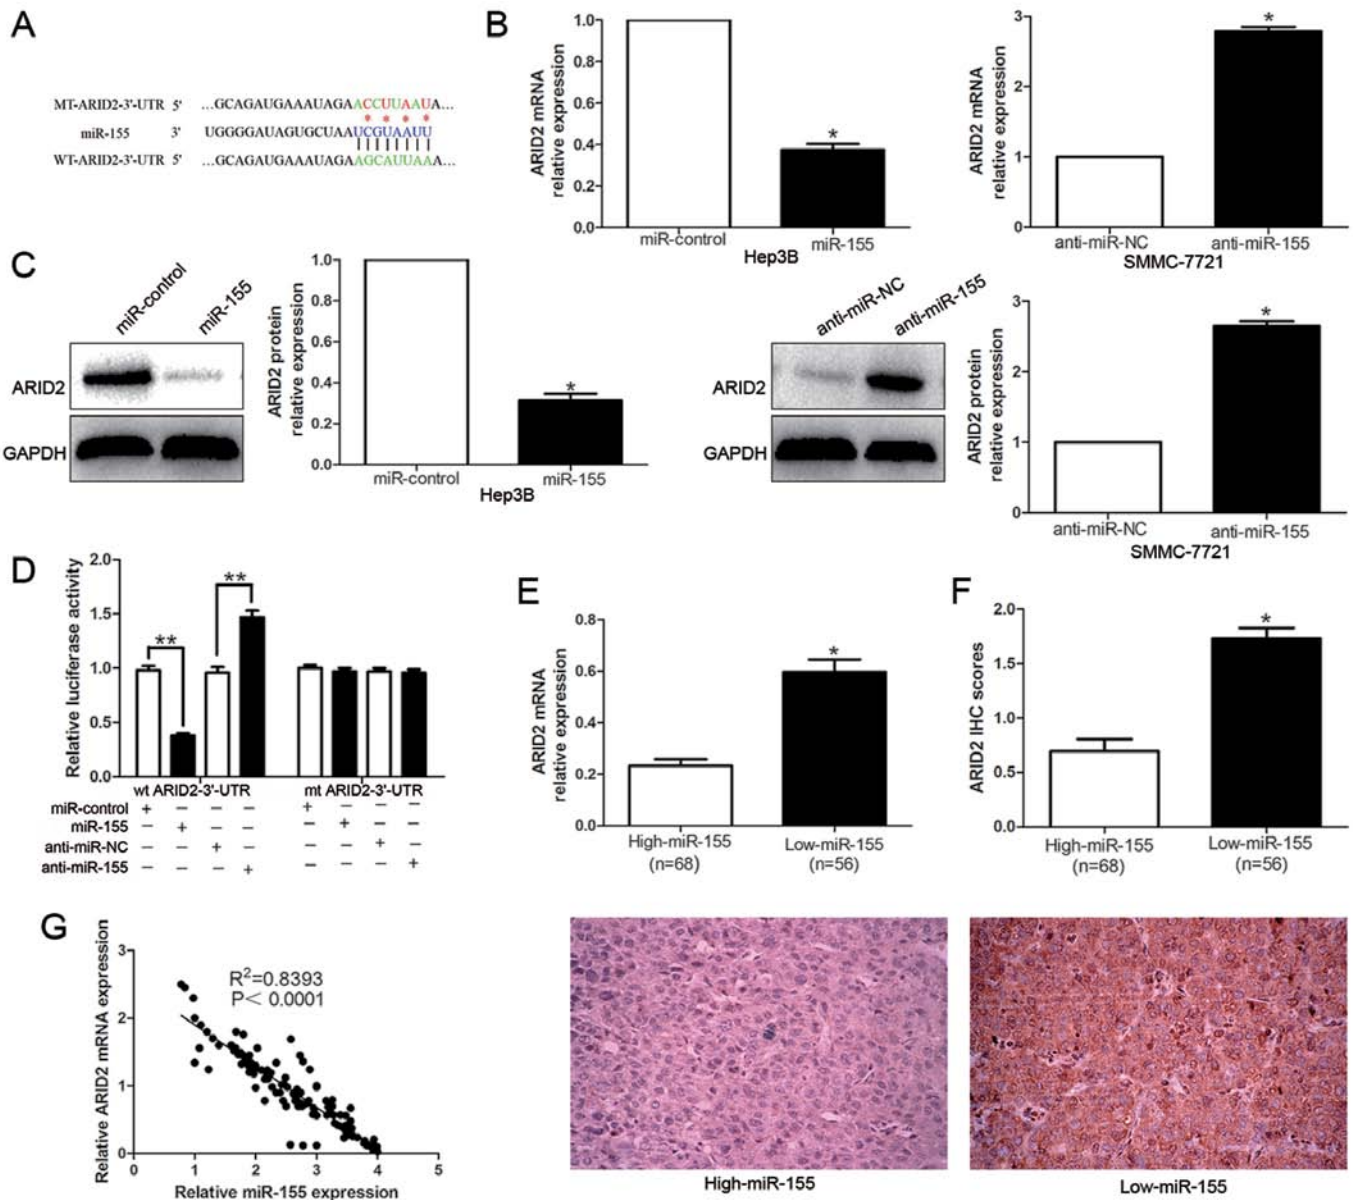 A
MT-ARID2-3'-UTR 5' ...GCAGAUGAAAUAGAACCUUAAUA...
* * * *
miR-155 3' UGGGGAUAGUGCUAAUCGUAAUU
WT-ARID2-3'-UTR 5' ...GCAGAUGAAAUAGAAGCAUUAAA...
B
ARID2 mRNA
relative expression
1.0
0.8
0.6
0.4
0.2
0.0
*
miR-control miR-155
Hep3B
ARID2 mRNA
relative expression
3
2
1
0
*
anti-miR-NC anti-miR-155
SMMC-7721
C
miR-control miR-155
ARID2
GAPDH
ARID2 protein
relative expression
1.0
0.8
0.6
0.4
0.2
0.0
*
miR-control miR-155
Hep3B
anti-miR-NC anti-miR-155
ARID2
GAPDH
ARID2 protein
relative expression
3
2
1
0
*
anti-miR-NC anti-miR-155
SMMC-7721
D
Relative luciferase activity
2.0
1.5
1.0
0.5
0.0
**
**
wt ARID2-3'-UTR mt ARID2-3'-UTR
miR-control + − − − + − − −
miR-155 − + − − − + − −
anti-miR-NC − − + − − − + −
anti-miR-155 − − − + − − − +
E
ARID2 mRNA
relative expression
0.8
0.6
0.4
0.2
0.0
*
High-miR-155 Low-miR-155
(n=68) (n=56)
F
ARID2 IHC scores
2.0
1.5
1.0
0.5
0.0
*
High-miR-155 Low-miR-155
(n=68) (n=56)
G
Relative ARID2 mRNA expression
3
2
1
0
R²=0.8393
P< 0.0001
0 1 2 3 4 5
Relative miR-155 expression
High-miR-155
Low-miR-155